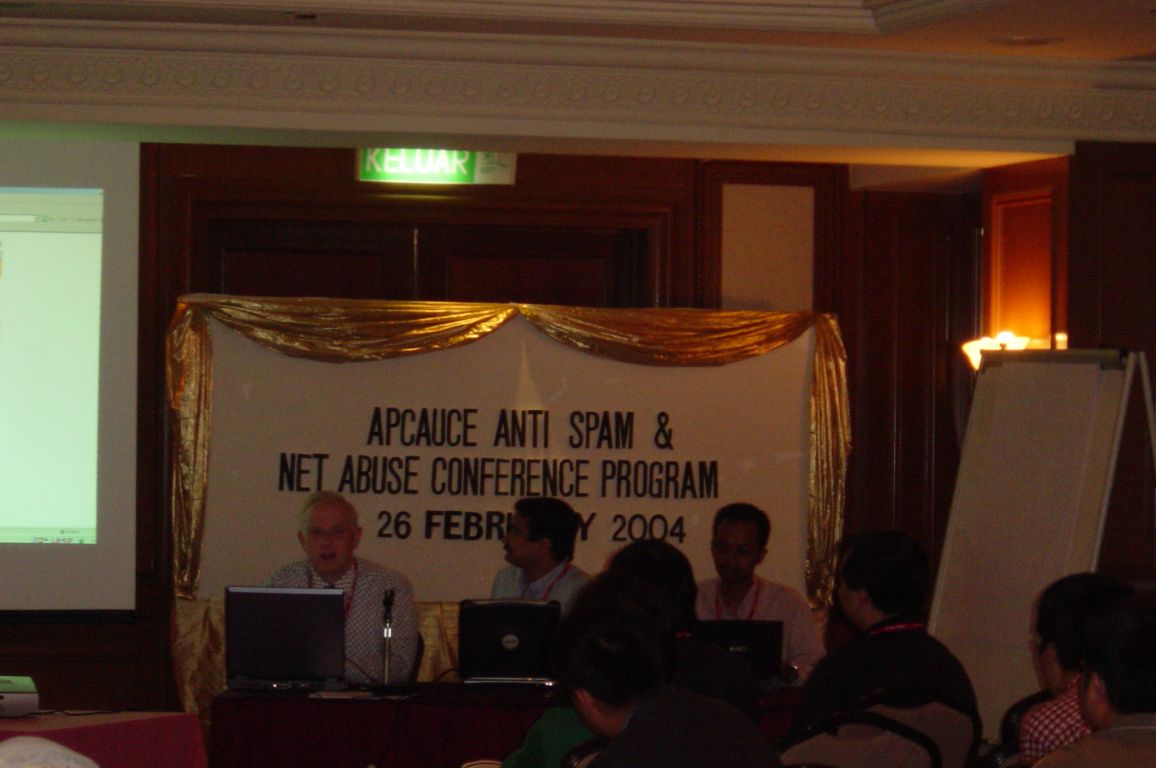 KELUAR
APCAUCE ANTI SPAM &
NET ABUSE CONFERENCE PROGRAM
26 2004